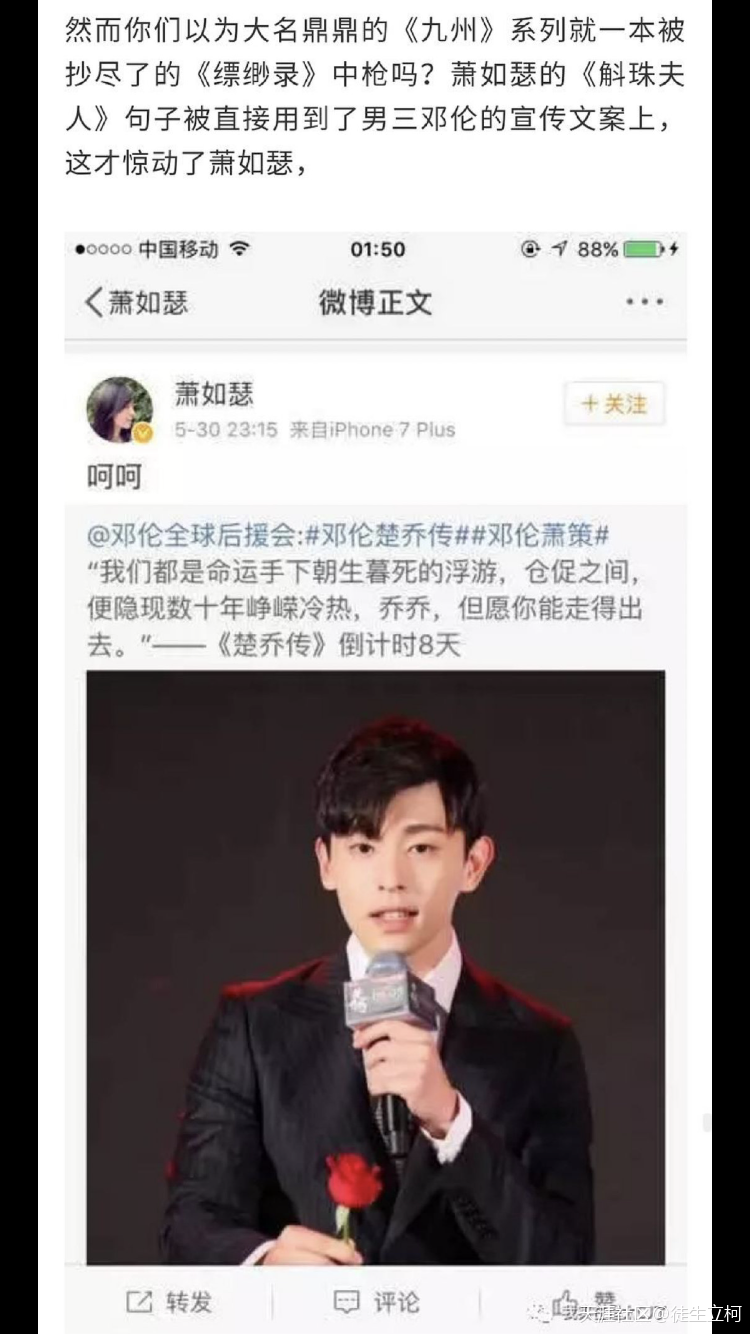 然而你们以为大名鼎鼎的《九州》系列就一本被
抄尽了的《缥缈录》中枪吗？萧如瑟的《斛珠夫
人》句子被直接用到了男三邓伦的宣传文案上，
这才惊动了萧如瑟，
中国移动 01:50 88%
萧如瑟 微博正文
萧如瑟
+关注
5-30 23:15 来自iPhone 7 Plus
呵呵
@邓伦全球后援会:#邓伦楚乔传##邓伦萧策#
“我们都是命运手下朝生暮死的浮游，仓促之间，
便隐现数十年峥嵘冷热，乔乔，但愿你能走得出
去。”——《楚乔传》倒计时8天
转发 评论 赞
天涯社区@徒生立柯